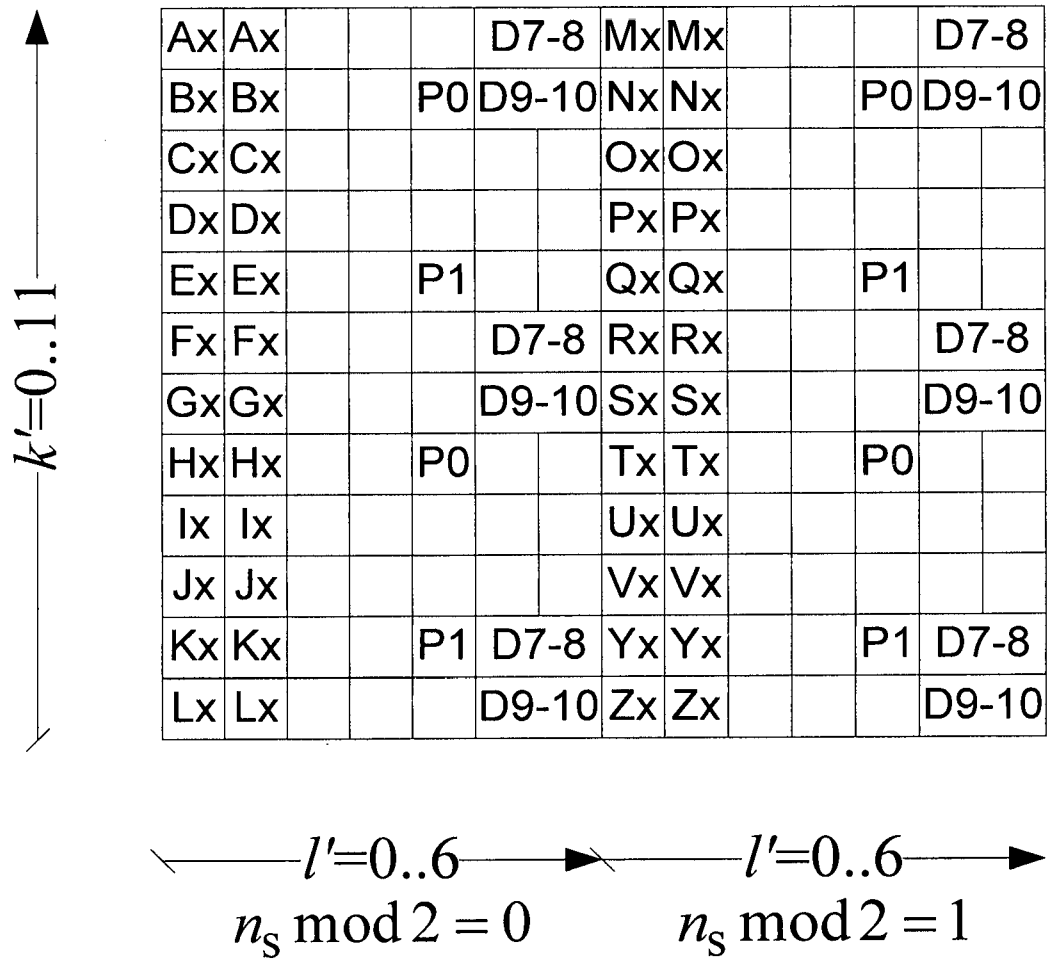 Ax Ax D7-8 Mx Mx D7-8
Bx Bx P0 D9-10 Nx Nx P0 D9-10
Cx Cx Ox Ox
Dx Dx Px Px
Ex Ex P1 Qx Qx P1
Fx Fx D7-8 Rx Rx D7-8
Gx Gx D9-10 Sx Sx D9-10
Hx Hx P0 Tx Tx P0
Ix Ix Ux Ux
Jx Jx Vx Vx
Kx Kx P1 D7-8 Yx Yx P1 D7-8
Lx Lx D9-10 Zx Zx D9-10
k'=0..11
l'=0..6 l'=0..6
nS mod 2 = 0 nS mod 2 = 1